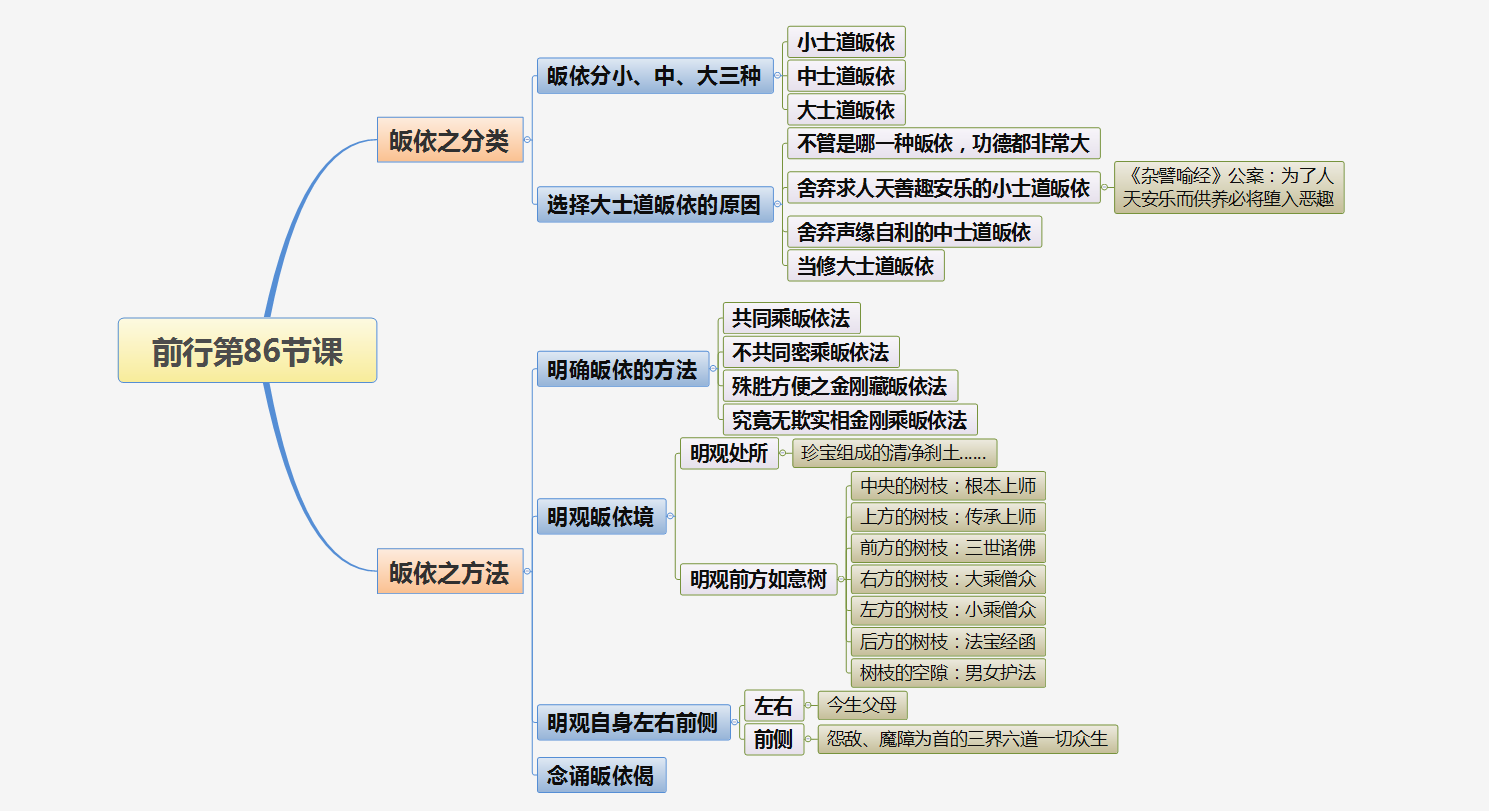 前行第86节课
皈依之分类
皈依分小、中、大三种
小士道皈依
中士道皈依
大士道皈依
选择大士道皈依的原因
不管是哪一种皈依，功德都非常大
舍弃求人天善趣安乐的小士道皈依
《杂譬喻经》公案：为了人
天安乐而供养必将堕入恶趣
舍弃声缘自利的中士道皈依
当修大士道皈依
皈依之方法
明确皈依的方法
共同乘皈依法
不共同密乘皈依法
殊胜方便之金刚藏皈依法
究竟无欺实相金刚乘皈依法
明观皈依境
明观处所
珍宝组成的清净刹土......
明观前方如意树
中央的树枝：根本上师
上方的树枝：传承上师
前方的树枝：三世诸佛
右方的树枝：大乘僧众
左方的树枝：小乘僧众
后方的树枝：法宝经函
树枝的空隙：男女护法
明观自身左右前侧
左右
今生父母
前侧
怨敌、魔障为首的三界六道一切众生
念诵皈依偈